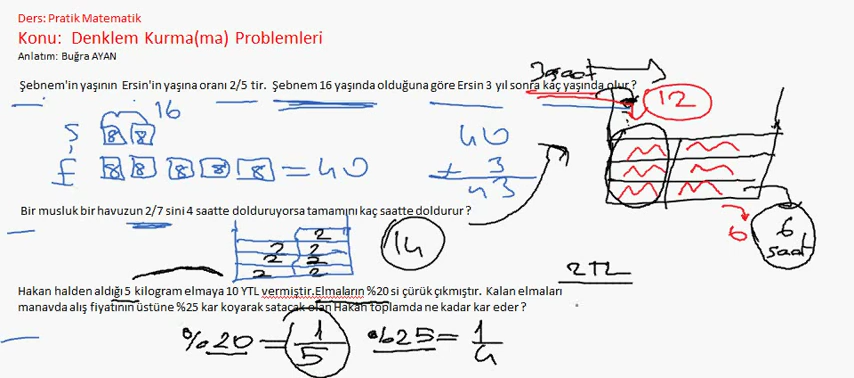 Ders: Pratik Matematik
Konu: Denklem Kurma(ma) Problemleri
Anlatım: Buğra AYAN
3 saat
Şebnem'in yaşının Ersin'in yaşına oranı 2/5 tir. Şebnem 16 yaşında olduğuna göre Ersin 3 yıl sonra kaç yaşında olur?
16
12
Ş 8 8
E 8 8 8 8 8 = 40
40
+ 3
43
Bir musluk bir havuzun 2/7 sini 4 saatte dolduruyorsa tamamını kaç saatte doldurur?
2
2 2
2 2
2 2
14
6
6 saat
2TL
Hakan halden aldığı 5 kilogram elmaya 10 YTL vermiştir.Elmaların %20 si çürük çıkmıştır. Kalan elmaları
manavda alış fiyatının üstüne %25 kar koyarak satacak olan Hakan toplamda ne kadar kar eder?
%20 = 1/5 %25 = 1/4